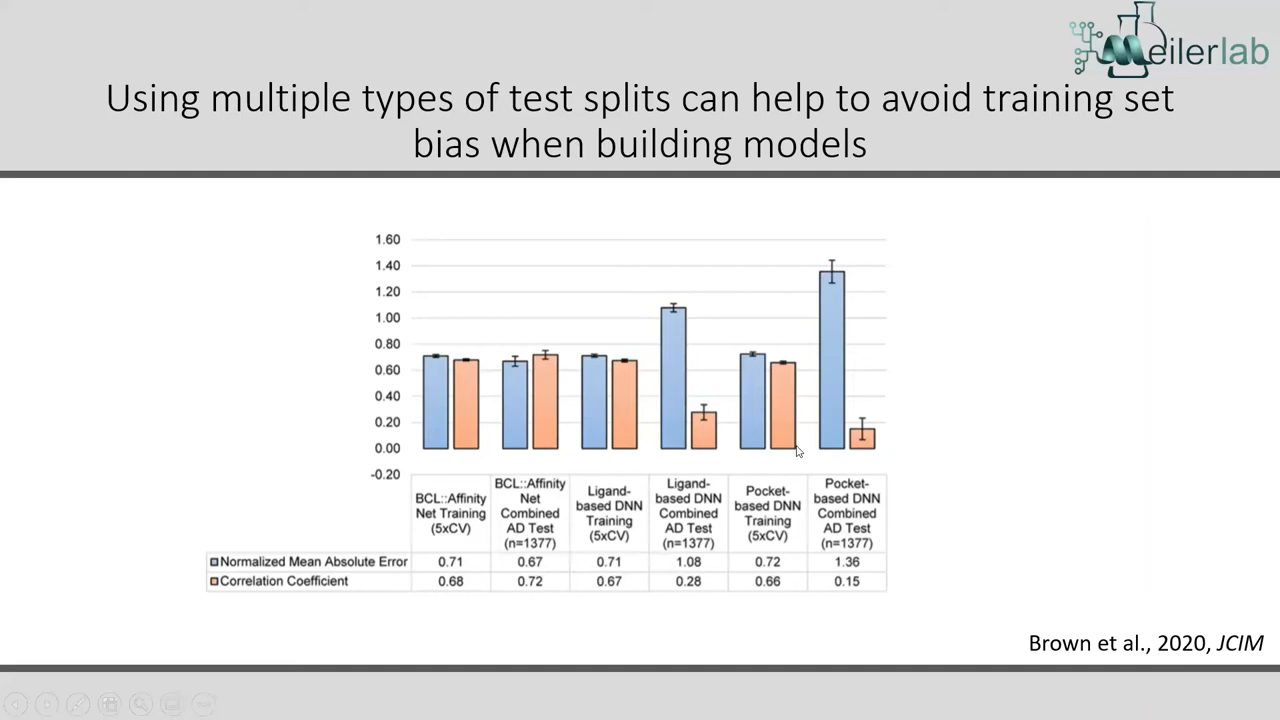 Meilerlab
Using multiple types of test splits can help to avoid training set
bias when building models
1.60
1.40
1.20
1.00
0.80
0.60
0.40
0.20
0.00
-0.20
BCL::Affinity
Net Training
(5xCV)
BCL::Affinity
Net
Combined
AD Test
(n=1377)
Ligand-
based DNN
Training
(5xCV)
Ligand-
based DNN
Combined
AD Test
(n=1377)
Pocket-
based DNN
Training
(5xCV)
Pocket-
based DNN
Combined
AD Test
(n=1377)
Normalized Mean Absolute Error 0.71 0.67 0.71 1.08 0.72 1.36
Correlation Coefficient 0.68 0.72 0.67 0.28 0.66 0.15
Brown et al., 2020, JCIM